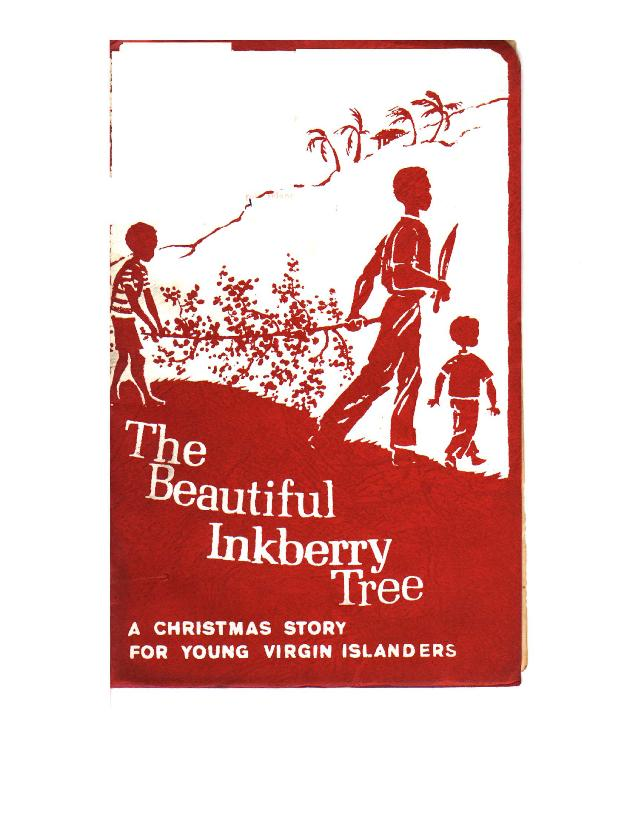 The
Beautiful
Inkberry
Tree
A CHRISTMAS STORY
FOR YOUNG VIRGIN ISLANDERS